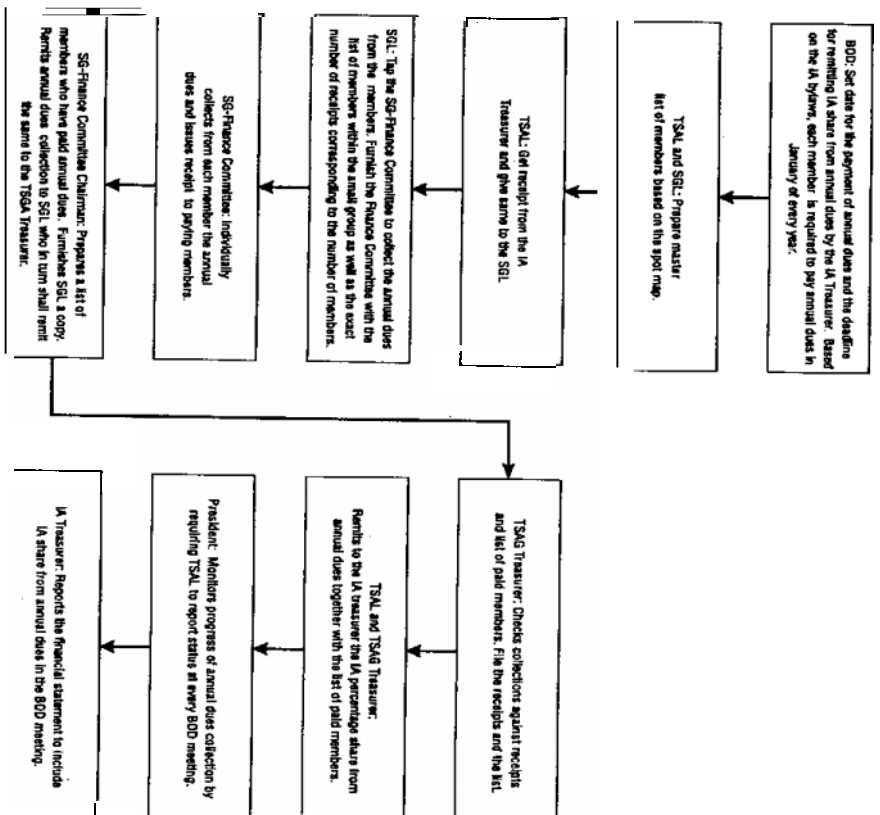 BOD: Set date for the payment of annual dues and the deadline
for remitting IA share from annual dues by the IA Treasurer. Based
on the IA bylaws, each member is required to pay annual dues in
January of every year.
TSAL and SGL: Prepare master
list of members based on the spot map.
TSAL: Get receipt from the IA
Treasurer and give same to the SGL
SGL: Tap the SG-Finance Committee to collect the annual dues
from the members. Furnish the Finance Committee with the
list of members within the small group as well as the exact
number of receipts corresponding to the number of members.
SG-Finance Committee: Individually
collects from each member the annual
dues and issues receipt to paying members.
SG-Finance Committee Chairman: Prepares a list of
members who have paid annual dues. Furnishes SGL a copy.
Remits annual dues collection to SGL who in turn shall remit
the same to the TSGA Treasurer.
TSAG Treasurer: Checks collections against receipts
and list of paid members. File the receipts and the list.
TSAL and TSAG Treasurer:
Remits to the IA treasurer the IA percentage share from
annual dues together with the list of paid members.
President: Monitors progress of annual dues collection by
requiring TSAL to report status at every BOD meeting.
IA Treasurer: Reports the financial statement to include
IA share from annual dues in the BOD meeting.